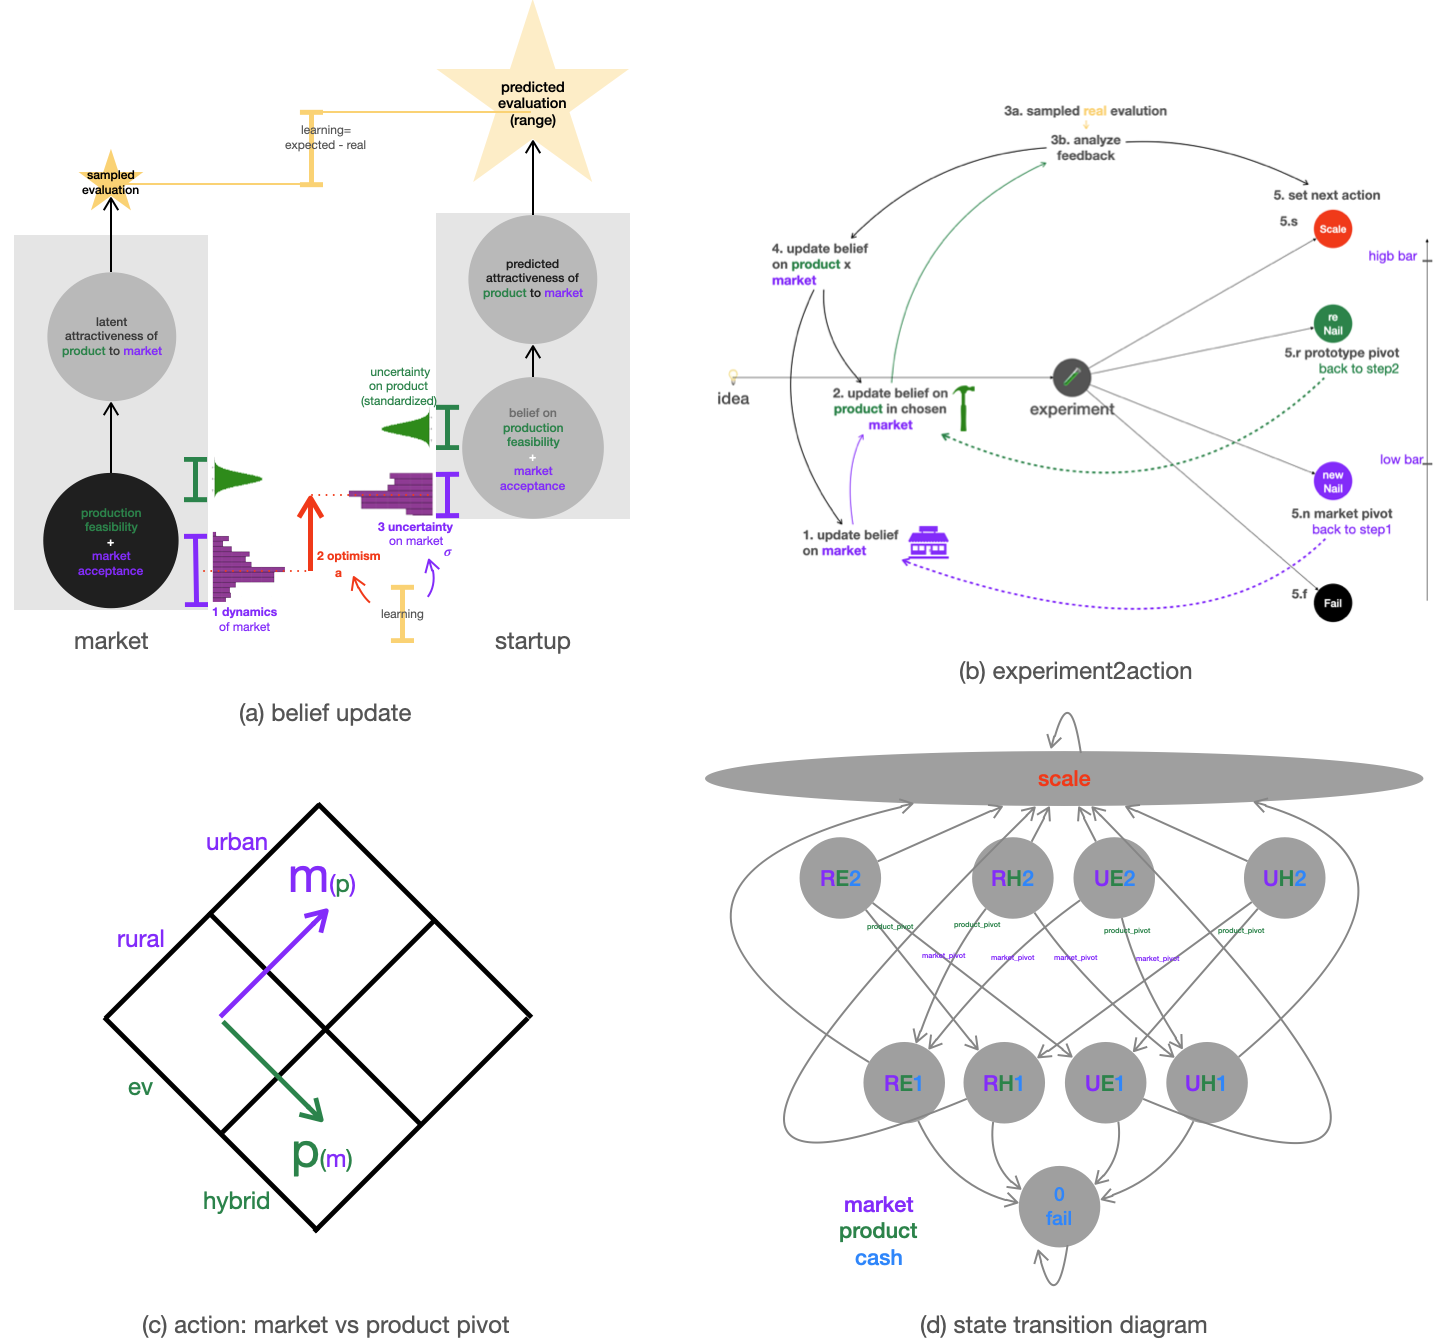 predicted
evaluation
(range)
learning=
expected - real
sampled
evaluation
predicted
attractiveness of
product to market
latent
attractiveness of
product to market
uncertainty
on product
(standardized)
belief on
production
feasibility
+
market
acceptance
production
feasibility
+
market
acceptance
3 uncertainty
on market
σ
2 optimism
a
1 dynamics
of market
learning
market
startup
(a) belief update
3a. sampled real evalution
3b. analyze
feedback
5. set next action
5.s
Scale
higb bar
4. update belief
on product x
market
re
Nail
5.r prototype pivot
back to step2
idea
experiment
2. update belief on
product in chosen
market
low bar
new
Nail
5.n market pivot
back to step1
1. update belief
on market
5.f
Fail
(b) experiment2action
urban
m(p)
rural
ev
p(m)
hybrid
(c) action: market vs product pivot
scale
RE2
RH2
UE2
UH2
product_pivot
product_pivot
product_pivot
product_pivot
market_pivot
market_pivot
market_pivot
market_pivot
RE1
RH1
UE1
UH1
0
fail
market
product
cash
(d) state transition diagram